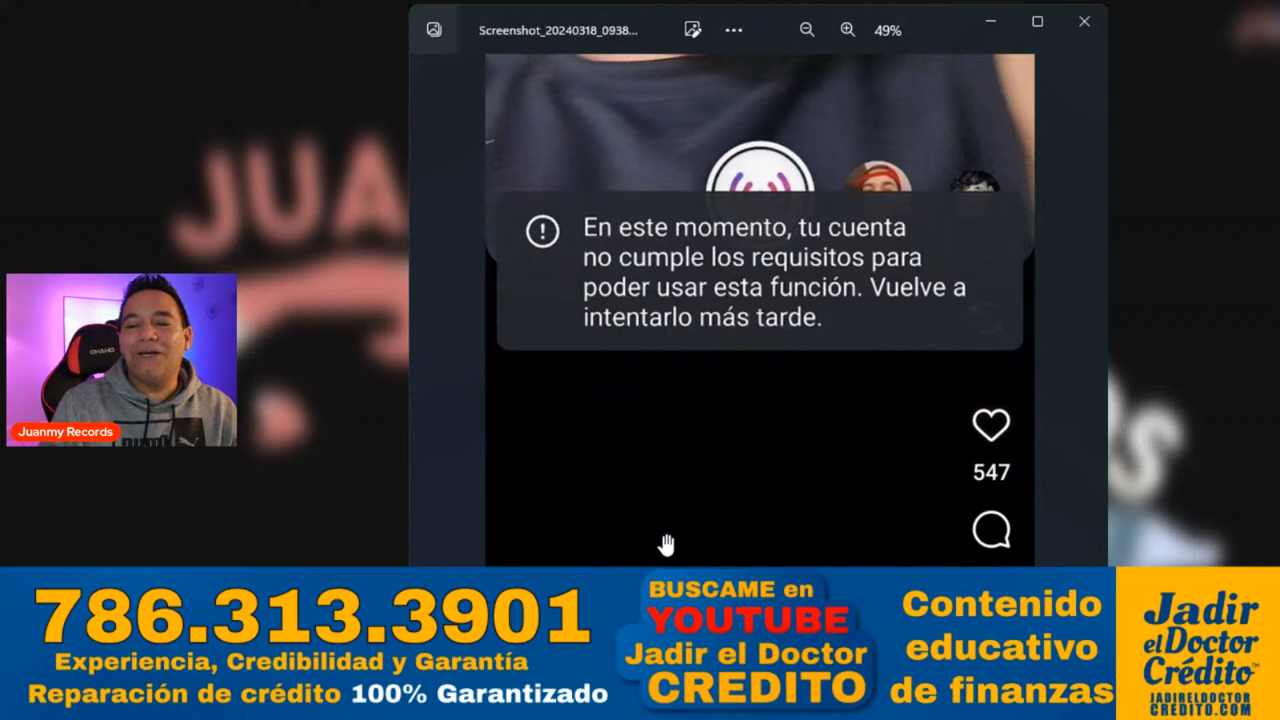 Screenshot_20240318_0938...
49%
JUA
En este momento, tu cuenta
no cumple los requisitos para
poder usar esta función. Vuelve a
intentarlo más tarde.
547
Juanmy Records
786.313.3901
Experiencia, Credibilidad y Garantía
Reparación de crédito 100% Garantizado
BUSCAME en
YOUTUBE
Jadir el Doctor
CREDITO
Contenido
educativo
de finanzas
Jadir
el Doctor
Crédito™
JADIRELDOCTOR
CREDITO.COM